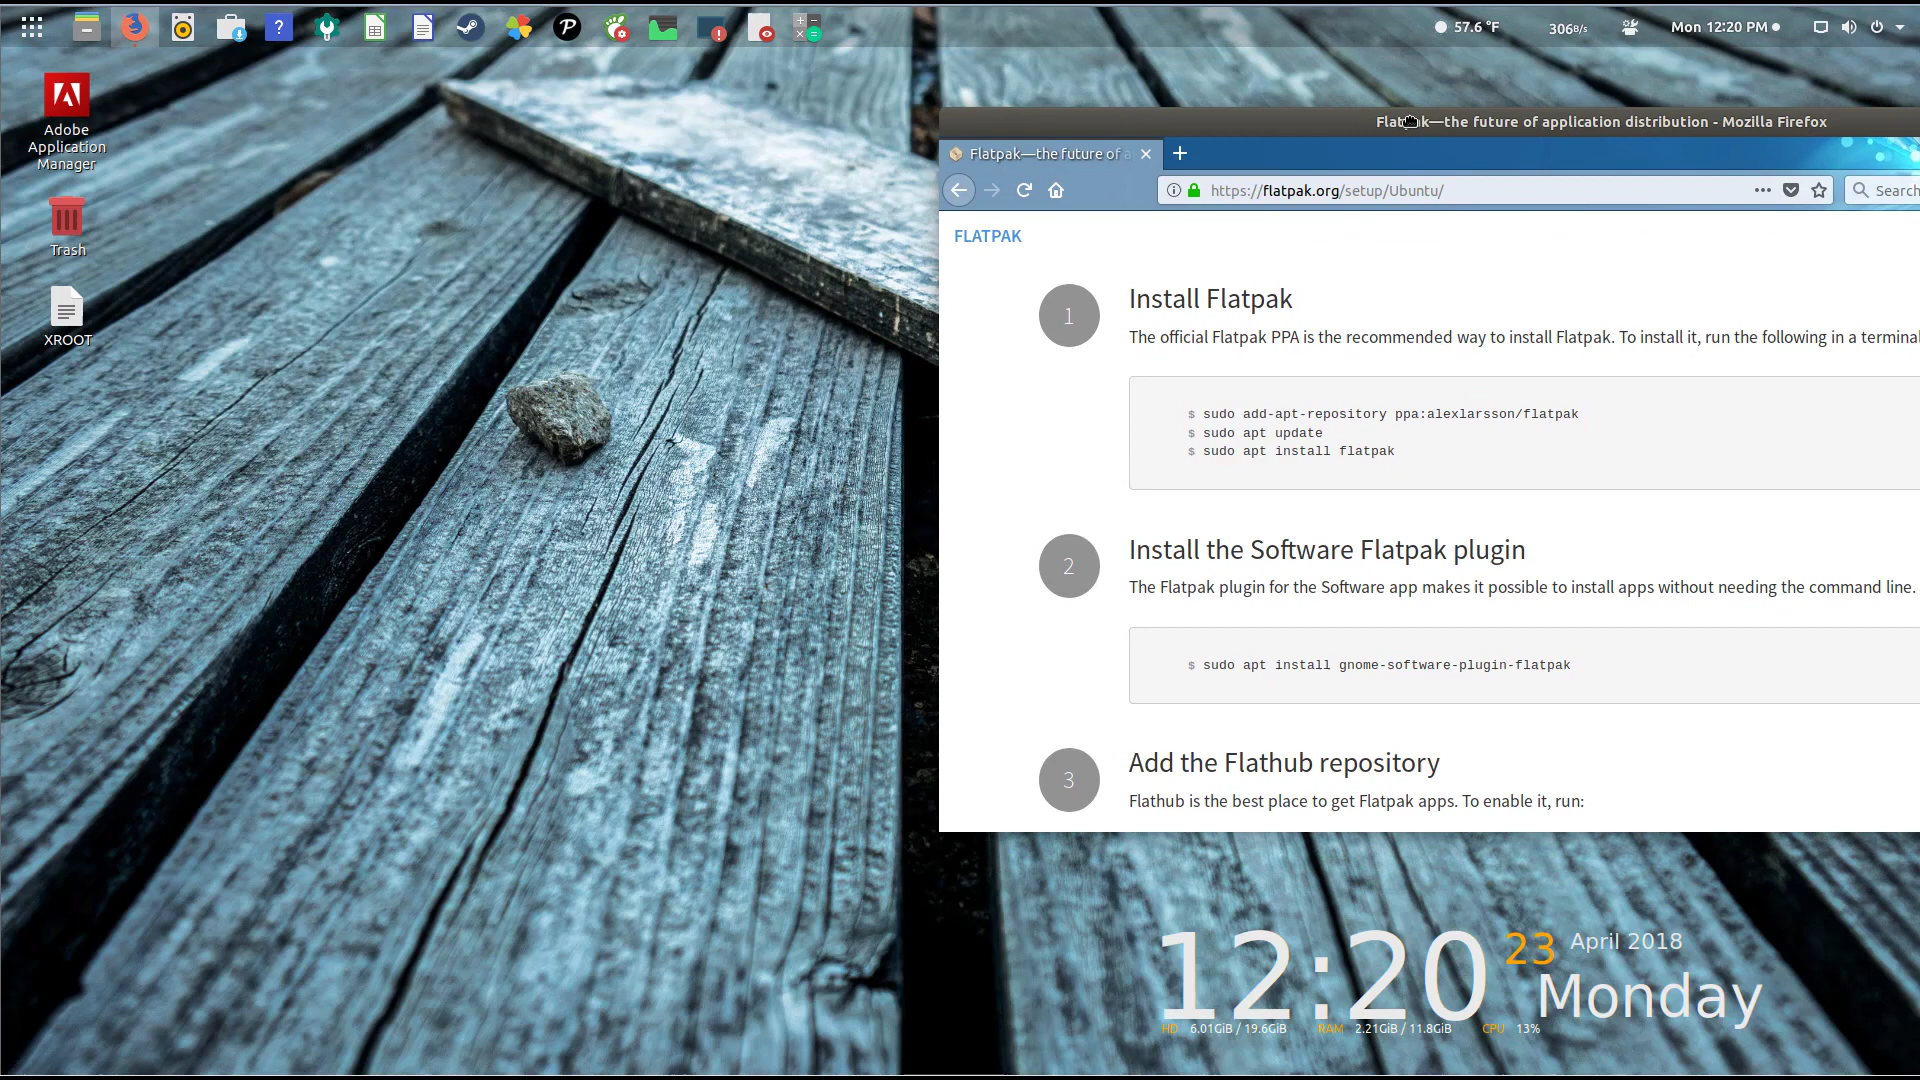 57.6 °F
306B/s
Mon 12:20 PM
Adobe
Application
Manager
Trash
XROOT
Flatpak—the future of application distribution - Mozilla Firefox
Flatpak—the future of a
https://flatpak.org/setup/Ubuntu/
Search
FLATPAK
1
Install Flatpak
The official Flatpak PPA is the recommended way to install Flatpak. To install it, run the following in a terminal
$ sudo add-apt-repository ppa:alexlarsson/flatpak
$ sudo apt update
$ sudo apt install flatpak
2
Install the Software Flatpak plugin
The Flatpak plugin for the Software app makes it possible to install apps without needing the command line.
$ sudo apt install gnome-software-plugin-flatpak
3
Add the Flathub repository
Flathub is the best place to get Flatpak apps. To enable it, run:
12:20
23
April 2018
Monday
HD 6.01GiB / 19.6GiB RAM 2.21GiB / 11.8GiB CPU 13%